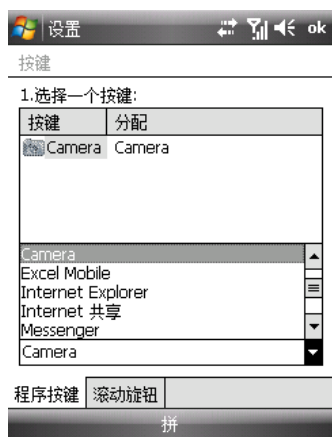 设置 ok
按键
1.选择一个按键:
按键 分配
Camera Camera
Camera
Excel Mobile
Internet Explorer
Internet 共享
Messenger
Camera
程序按键 滚动旋钮
拼